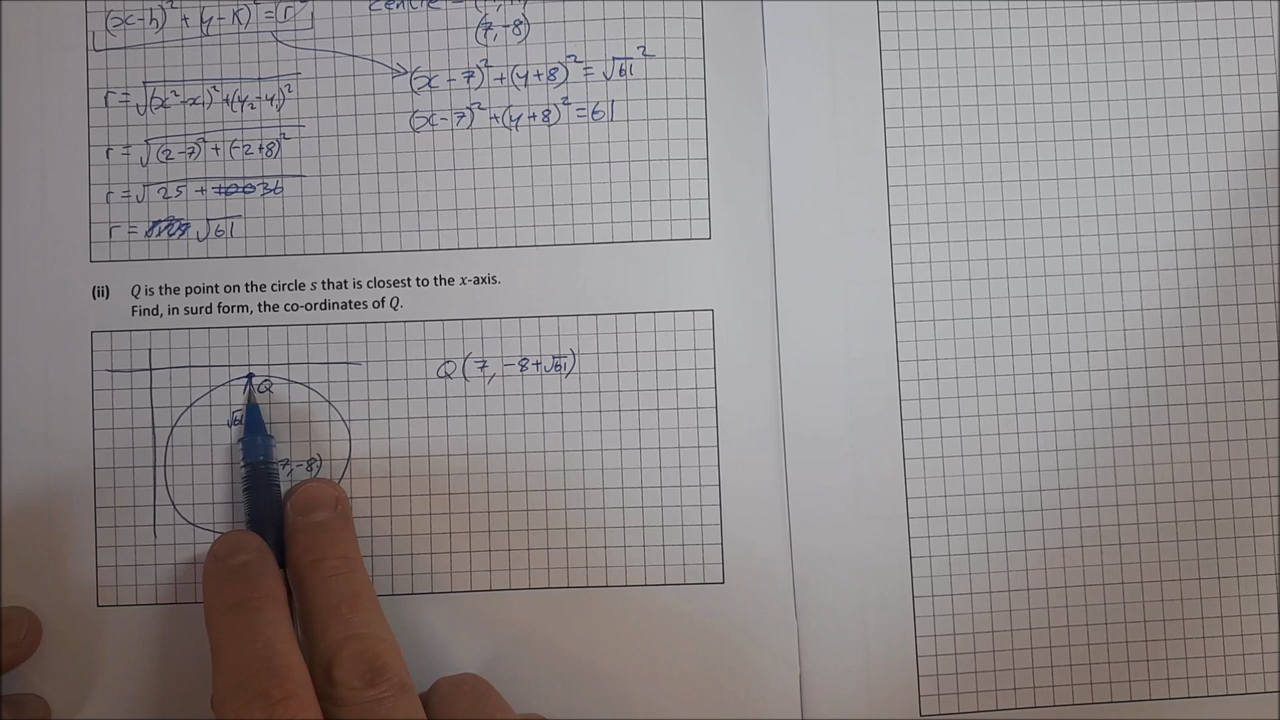 (x-h)² + (y-k)² = r²
centre =
(7, -8)
(x-7)² + (y+8)² = √61²
(x-7)² + (y+8)² = 61
r = √(x²-x₁)² + (y₂-y₁)²
r = √(2-7)² + (-2+8)²
r = √25 + 100 36
r = √61
(ii) Q is the point on the circle s that is closest to the x-axis.
Find, in surd form, the co-ordinates of Q.
Q(7, -8+√61)
Q
√61
7, -8)